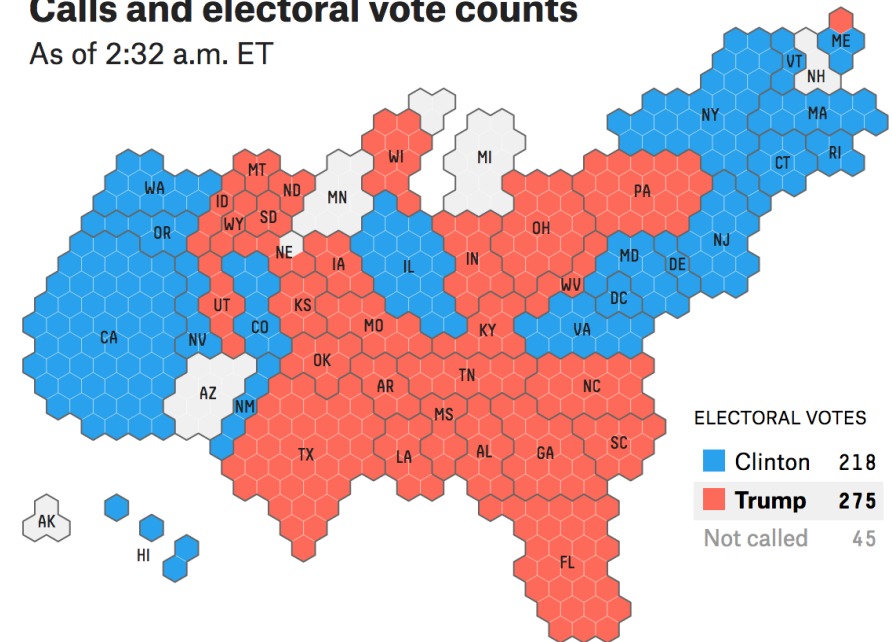 Calls and electoral vote counts
As of 2:32 a.m. ET
ME
VT
NH
NY
MA
WI
MI
CT
RI
MT
WA
ND
MN
PA
ID
SD
WY
OR
OH
NJ
NE
MD
IA
IL
IN
DE
WV
DC
UT
KS
CO
MO
KY
VA
CA
NV
OK
TN
AR
NC
AZ
NM
MS
ELECTORAL VOTES
TX
LA
AL
GA
SC
Clinton 218
Trump 275
Not called 45
AK
HI
FL